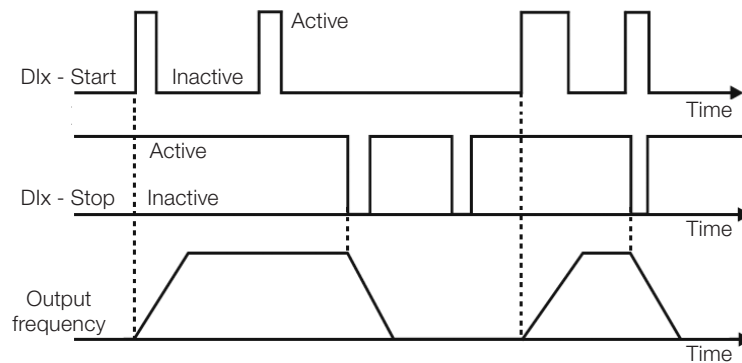 Active
DIx - Start
Inactive
Time
Active
DIx - Stop
Inactive
Time
Output
frequency
Time